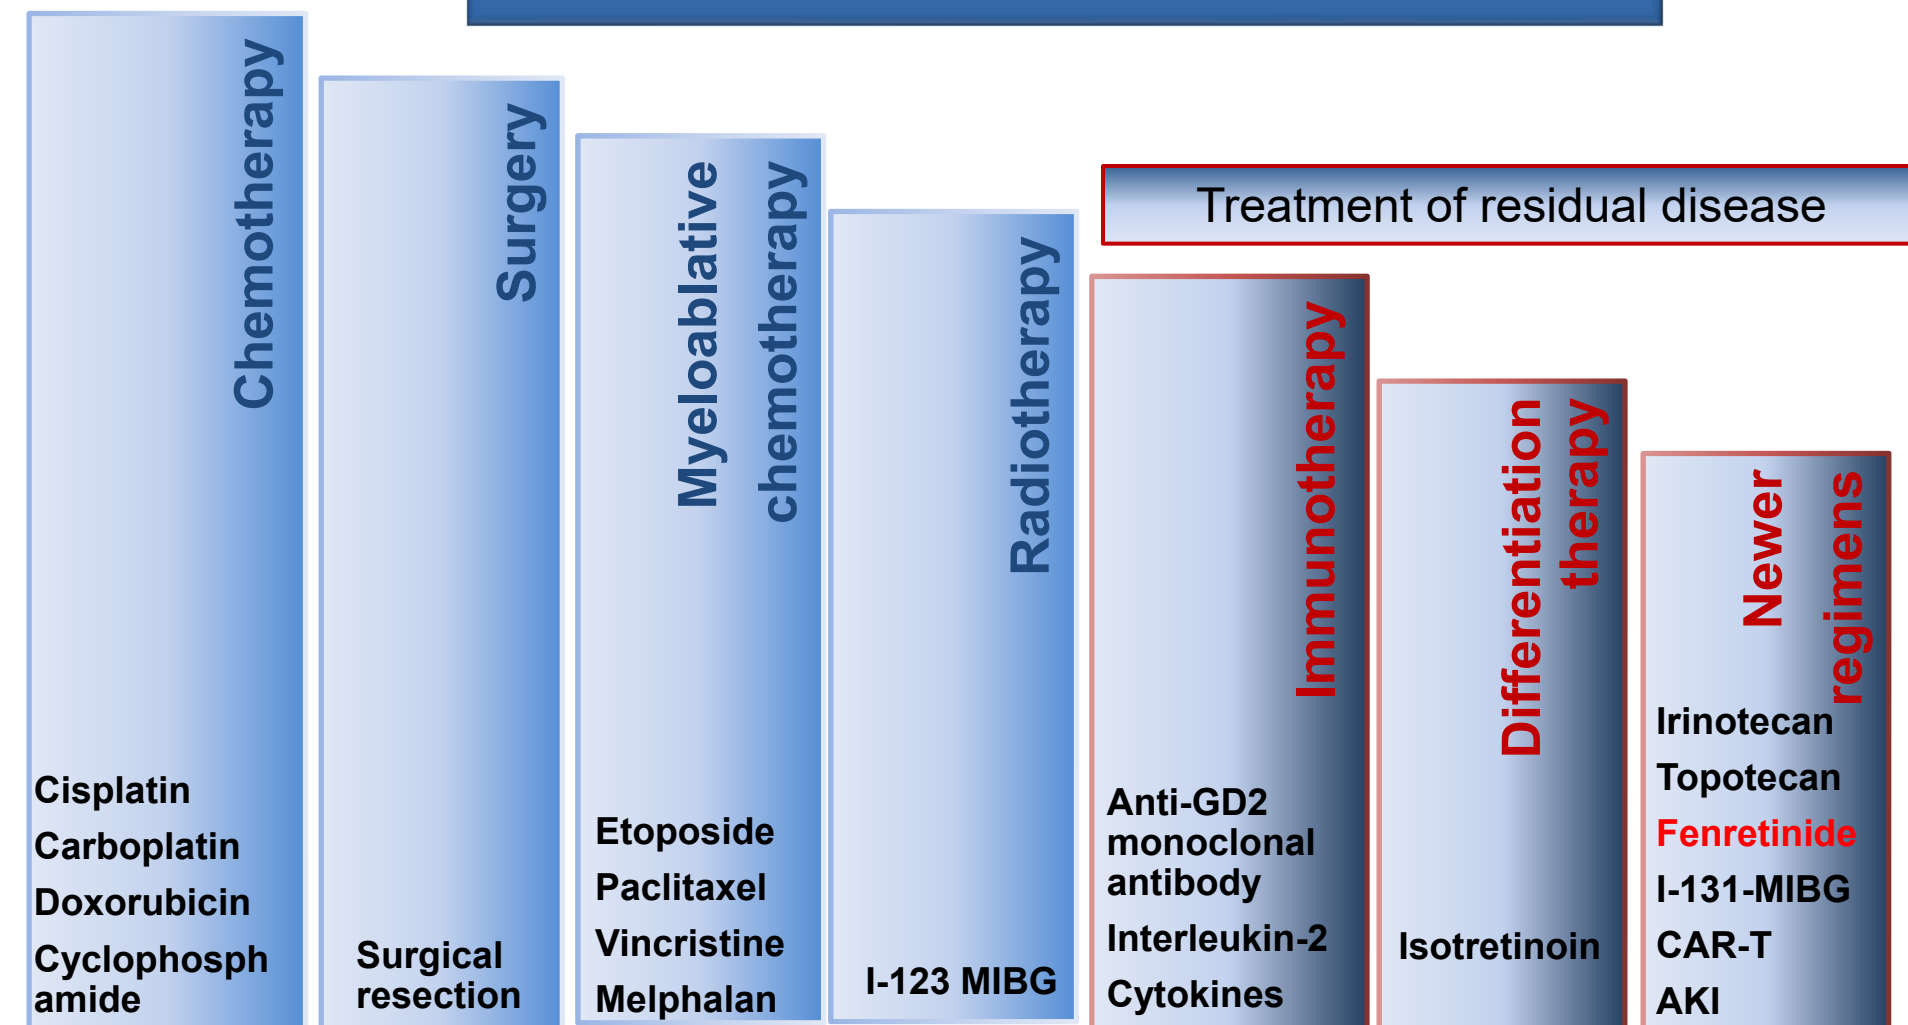 Chemotherapy
Cisplatin
Carboplatin
Doxorubicin
Cyclophosph
amide
Surgery
Surgical
resection
Myeloablative
chemotherapy
Etoposide
Paclitaxel
Vincristine
Melphalan
Radiotherapy
I-123 MIBG
Treatment of residual disease
Immunotherapy
Anti-GD2
monoclonal
antibody
Interleukin-2
Cytokines
Differentiation
therapy
Isotretinoin
Newer
regimens
Irinotecan
Topotecan
Fenretinide
I-131-MIBG
CAR-T
AKI